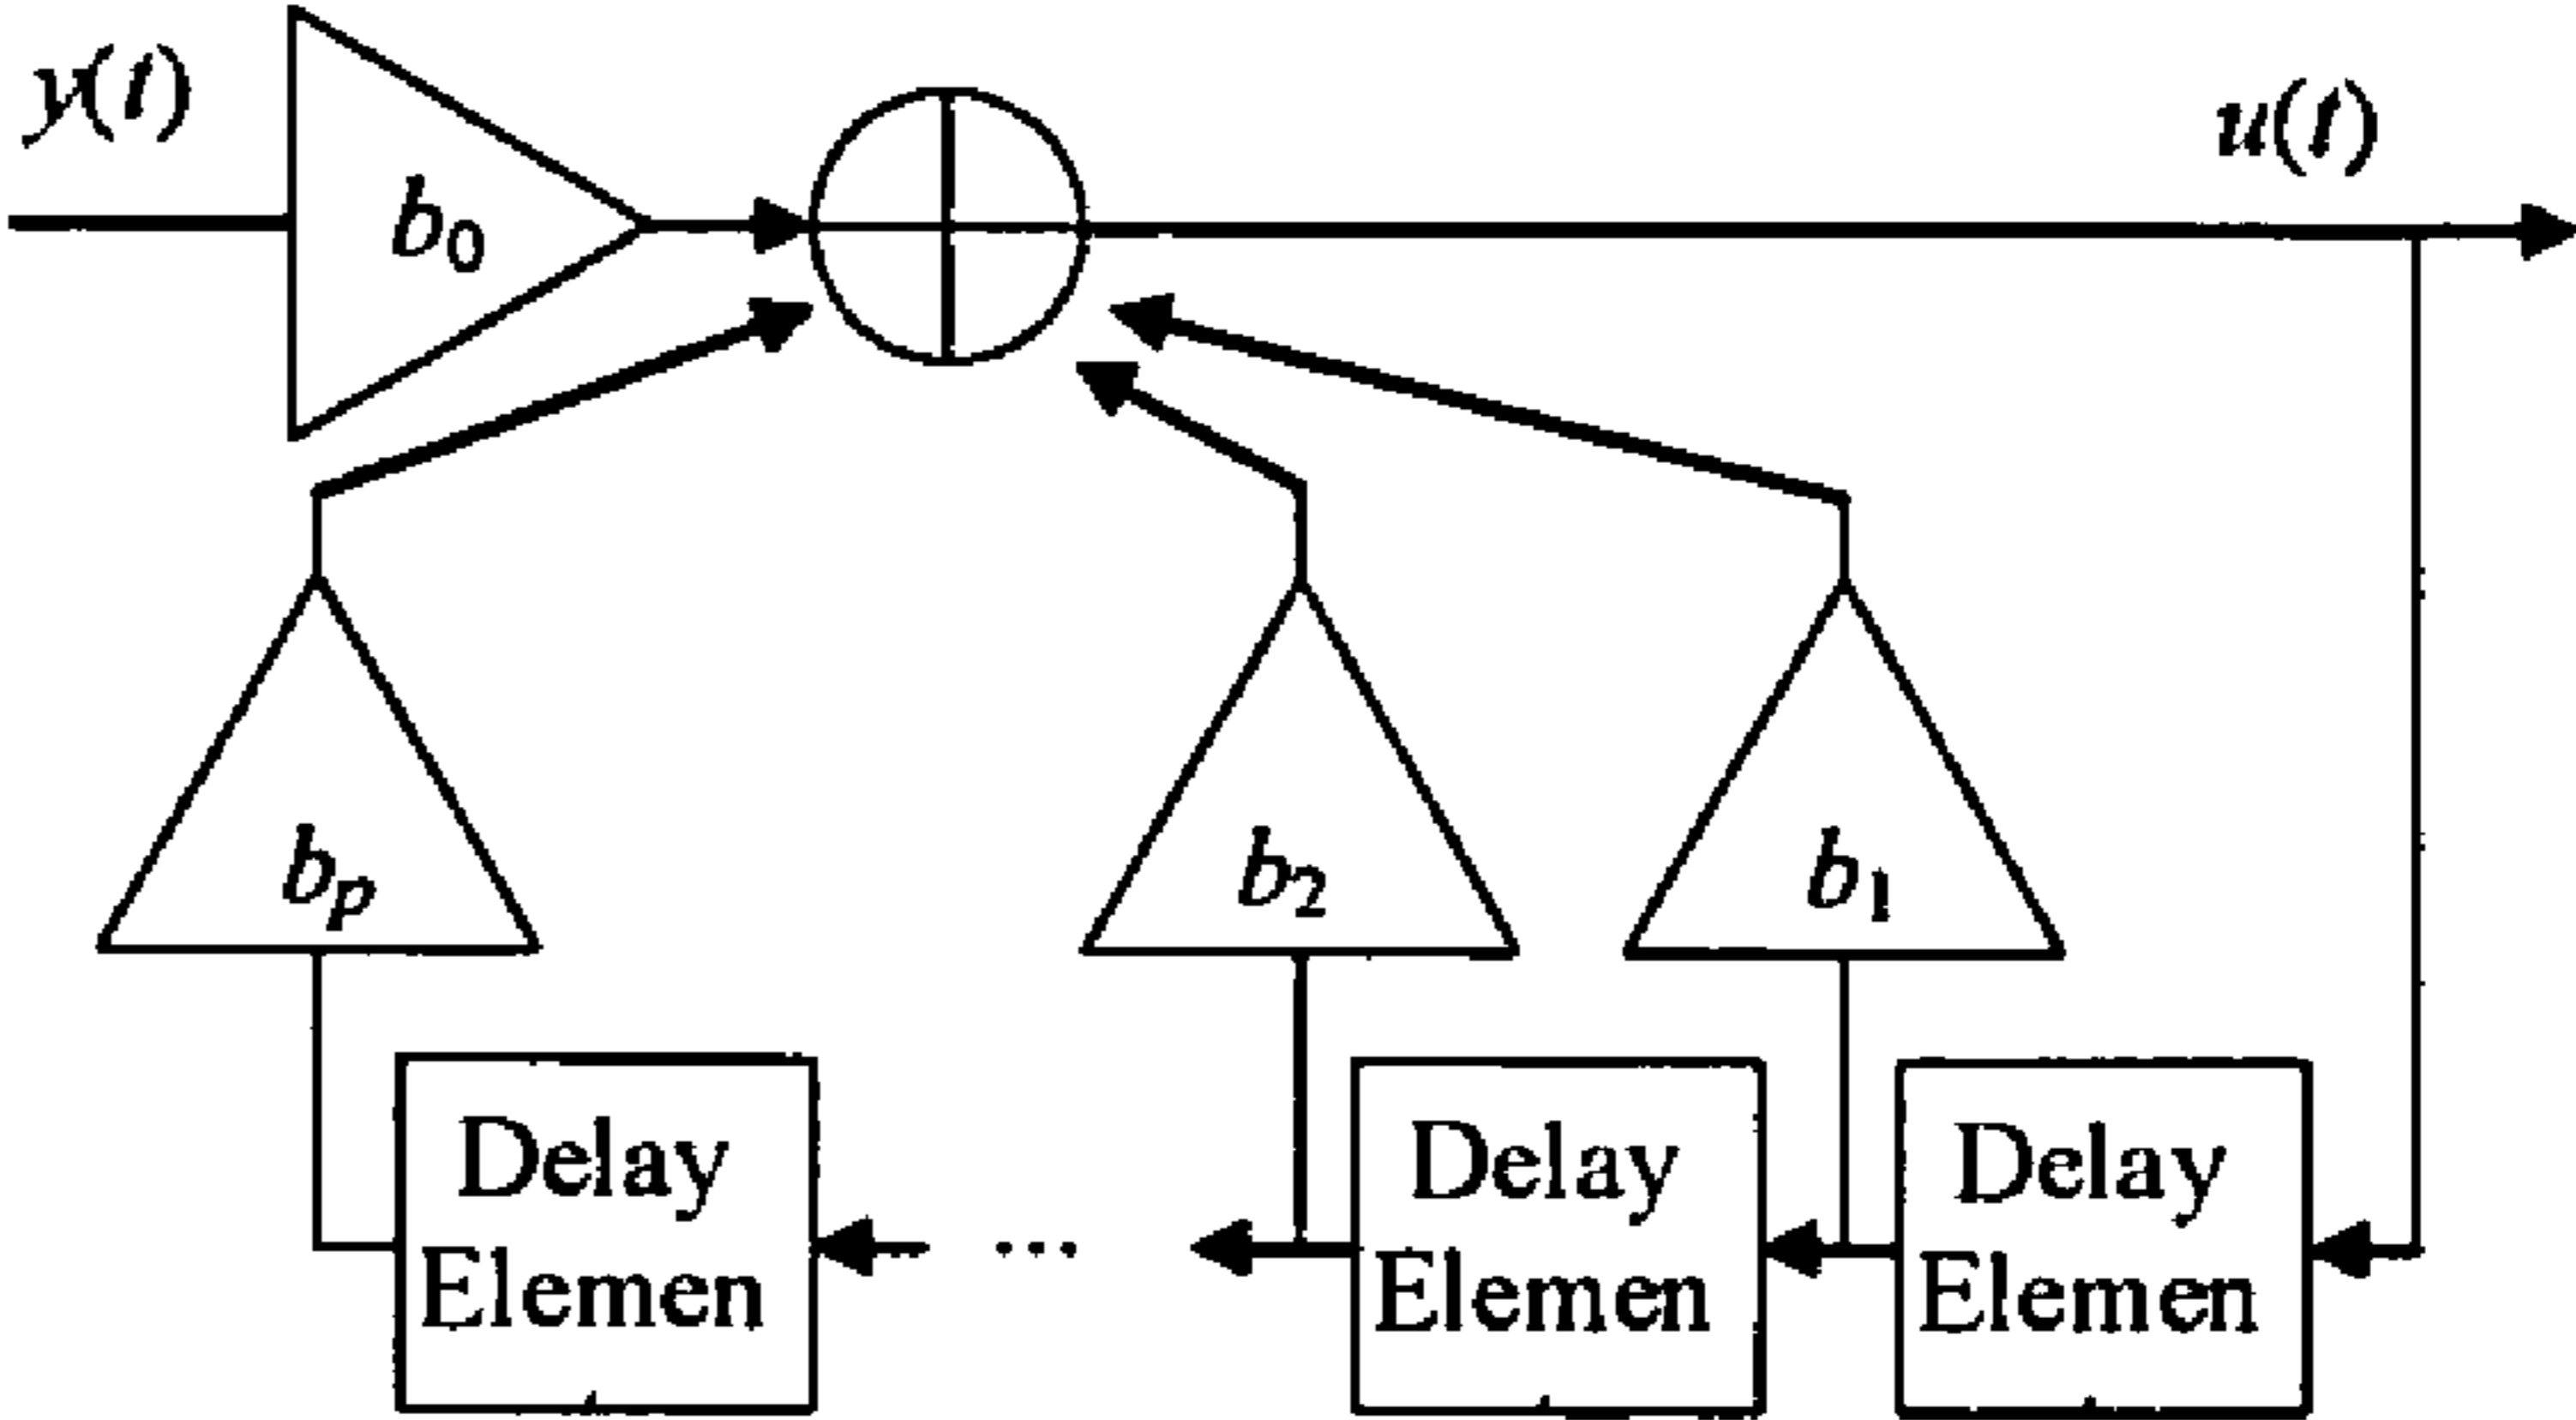 y(t)
u(t)
b0
bp
b2
b1
Delay
Elemen
Delay
Elemen
Delay
Elemen
...